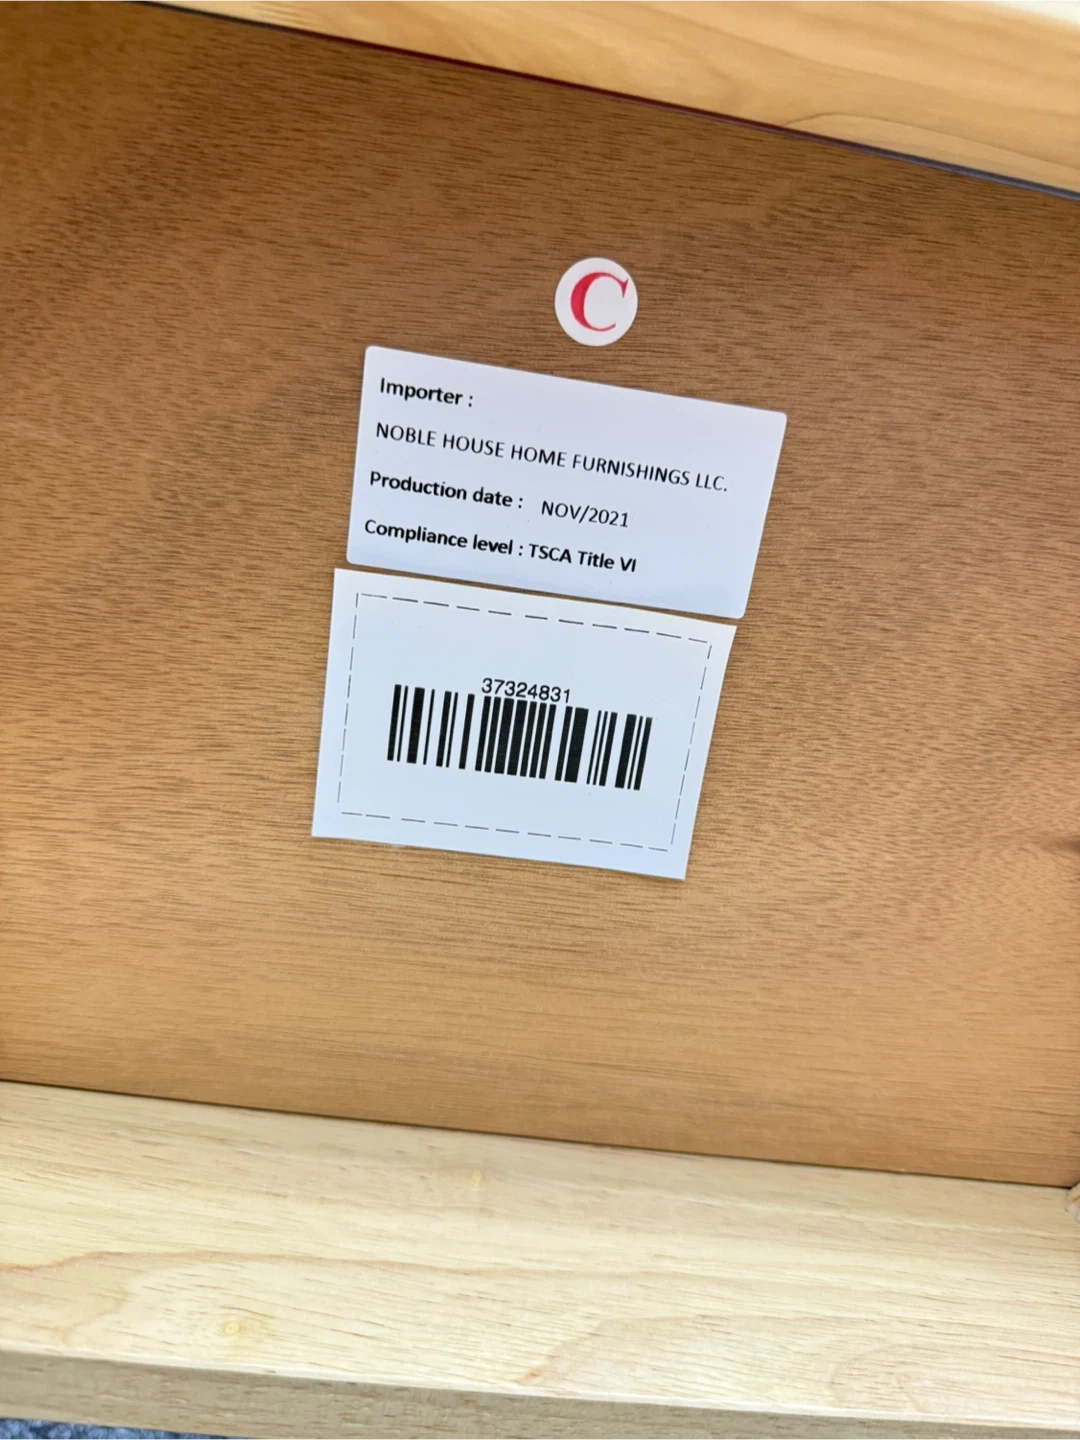 C
Importer :
NOBLE HOUSE HOME FURNISHINGS LLC.
Production date : NOV/2021
Compliance level : TSCA Title VI
37324831